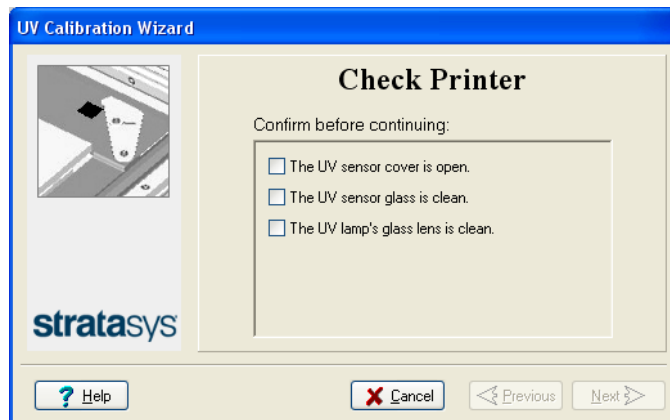 UV Calibration Wizard
Check Printer
Confirm before continuing:
The UV sensor cover is open.
The UV sensor glass is clean.
The UV lamp's glass lens is clean.
stratasys
? Help
Cancel
Previous
Next